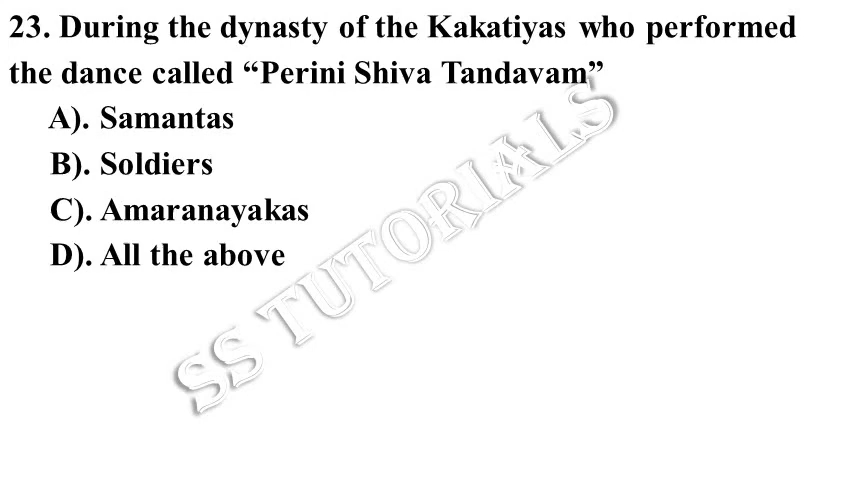 23. During the dynasty of the Kakatiyas who performed
the dance called “Perini Shiva Tandavam”
A). Samantas
B). Soldiers
C). Amaranayakas
D). All the above
SS TUTORIALS